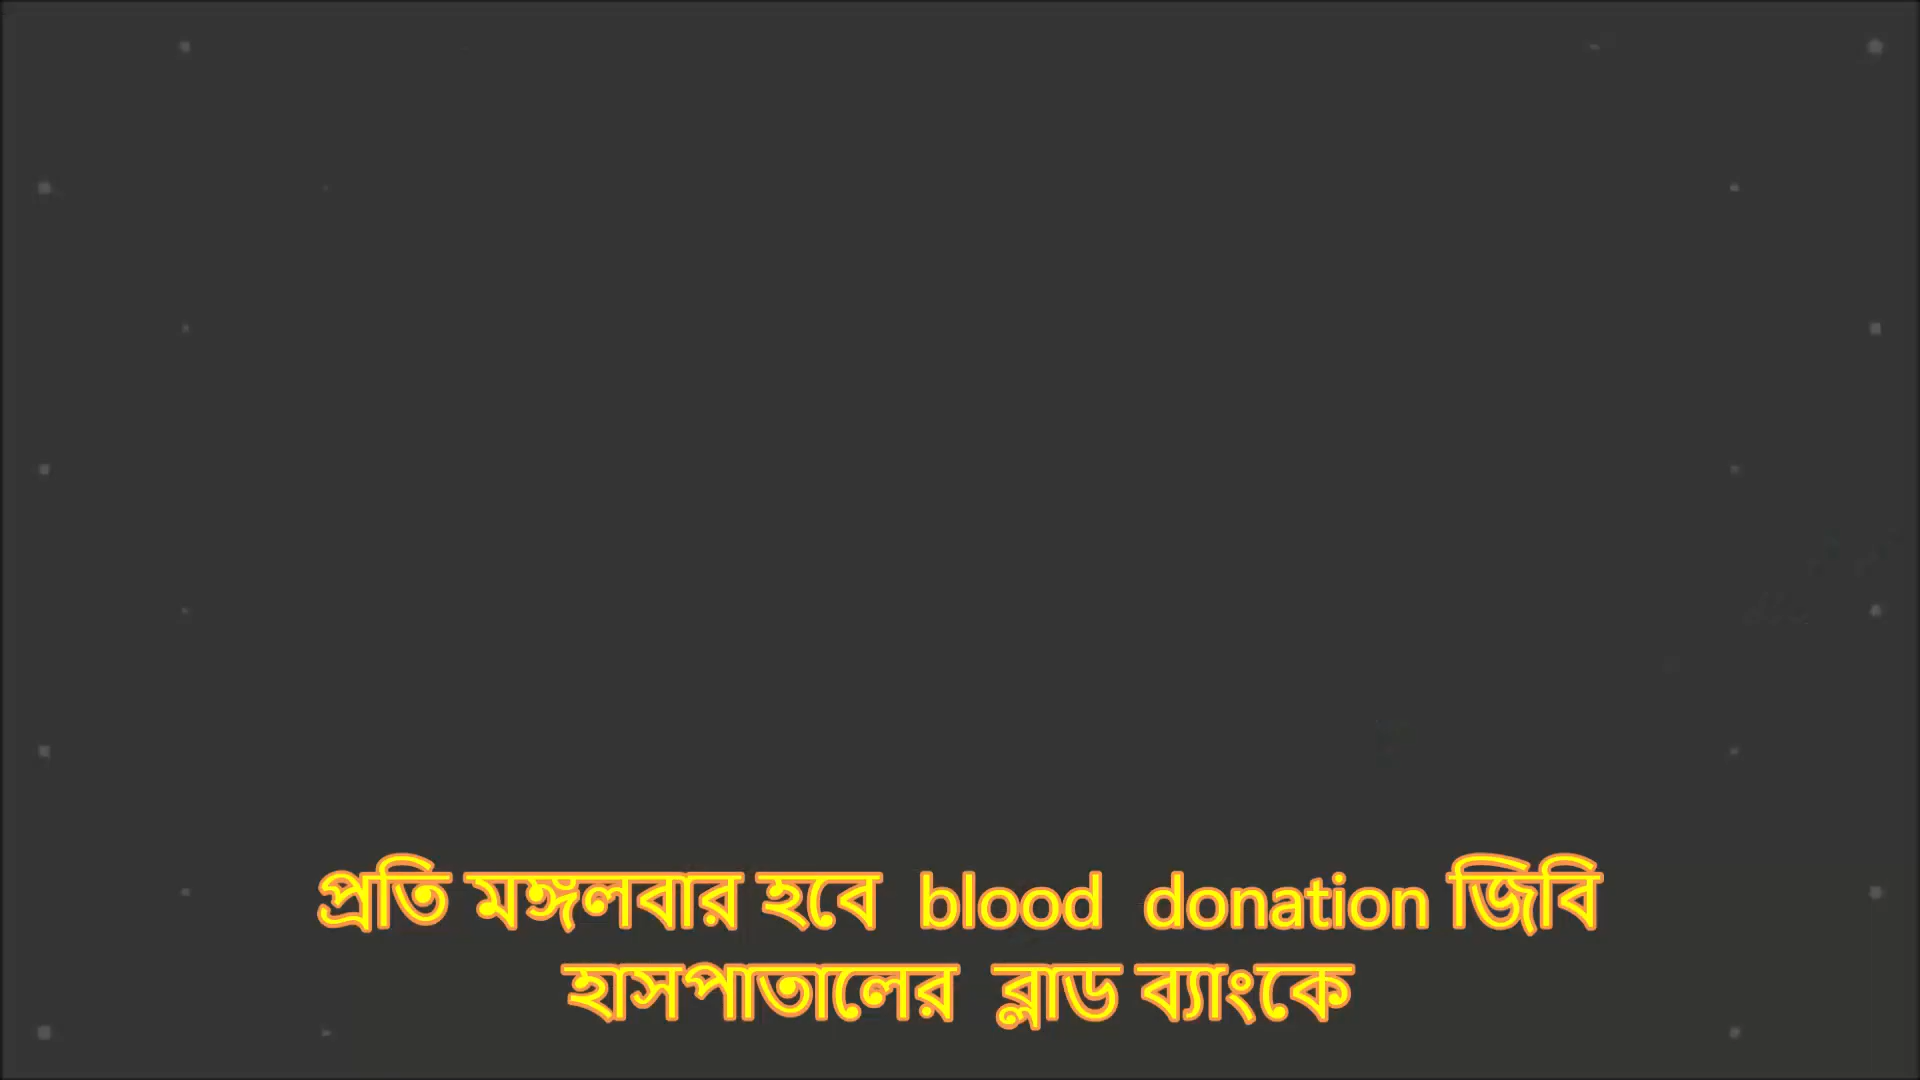 প্রতি মঙ্গলবার হবে blood donation জিবি
হাসপাতালের ব্লাড ব্যাংকে